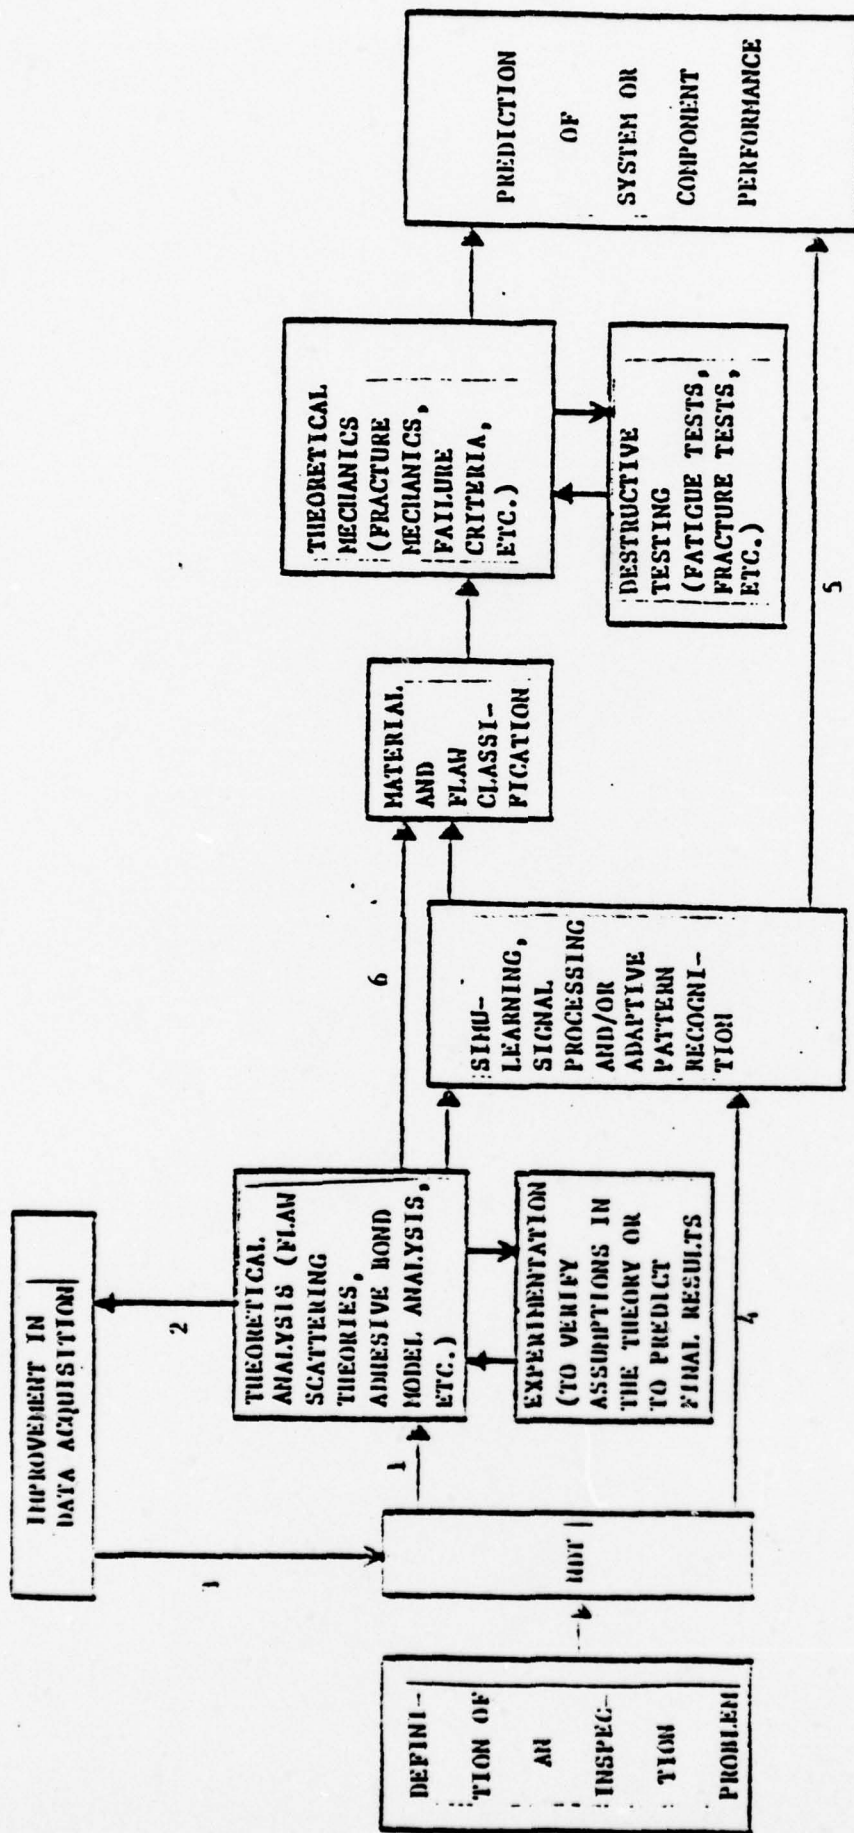 DEFINI-
TION OF
AN
INSPEC-
TION
PROBLEM
NDT
IMPROVEMENT IN
DATA ACQUISITION
1
2
THEORETICAL
ANALYSIS (FLAW
SCATTERING
THEORIES,
ADHESIVE BOND
MODEL ANALYSIS,
ETC.)
EXPERIMENTATION
(TO VERIFY
ASSUMPTIONS IN
THE THEORY OR
TO PREDICT
FINAL RESULTS
4
6
SIMU-
LEARNING,
SIGNAL
PROCESSING
AND/OR
ADAPTIVE
PATTERN
RECOGNI-
TION
MATERIAL
AND
FLAW
CLASSI-
FICATION
THEORETICAL
MECHANICS
(FRACTURE
MECHANICS,
FAILURE
CRITERIA,
ETC.)
DESTRUCTIVE
TESTING
(FATIGUE TESTS,
FRACTURE TESTS,
ETC.)
5
PREDICTION
OF
SYSTEM OR
COMPONENT
PERFORMANCE